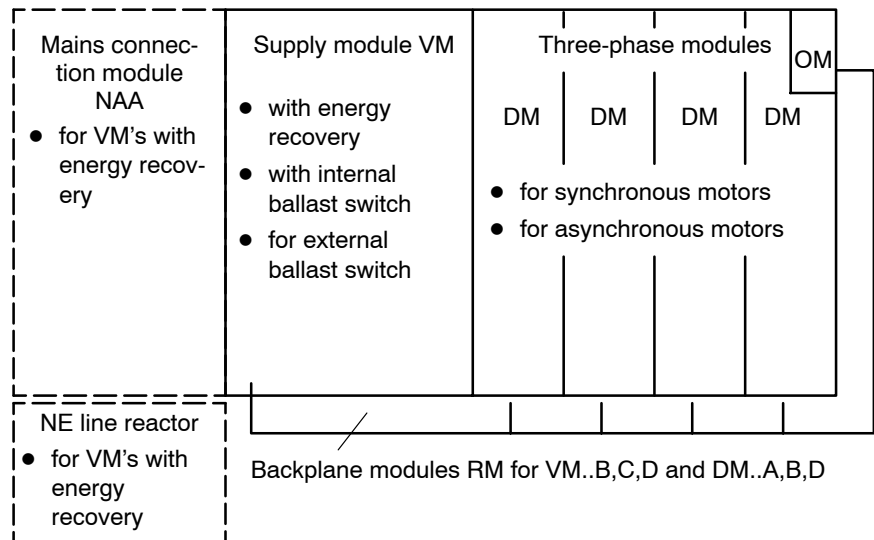 Mains connec-
tion module
NAA
● for VM's with
energy recov-
ery
Supply module VM
● with energy
recovery
● with internal
ballast switch
● for external
ballast switch
Three-phase modules
OM
DM DM DM DM
● for synchronous motors
● for asynchronous motors
NE line reactor
● for VM's with
energy
recovery
Backplane modules RM for VM..B,C,D and DM..A,B,D